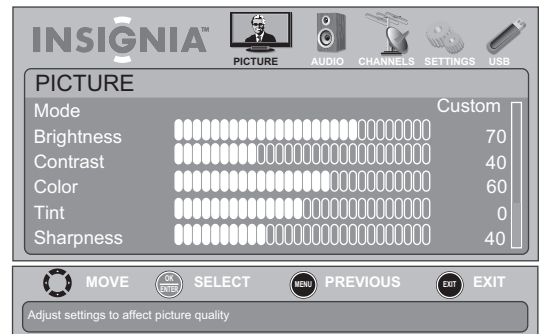 INSIGNIA™
PICTURE AUDIO CHANNELS SETTINGS USB
PICTURE
Mode Custom
Brightness 70
Contrast 40
Color 60
Tint 0
Sharpness 40
MOVE OK ENTER SELECT MENU PREVIOUS EXIT EXIT
Adjust settings to affect picture quality